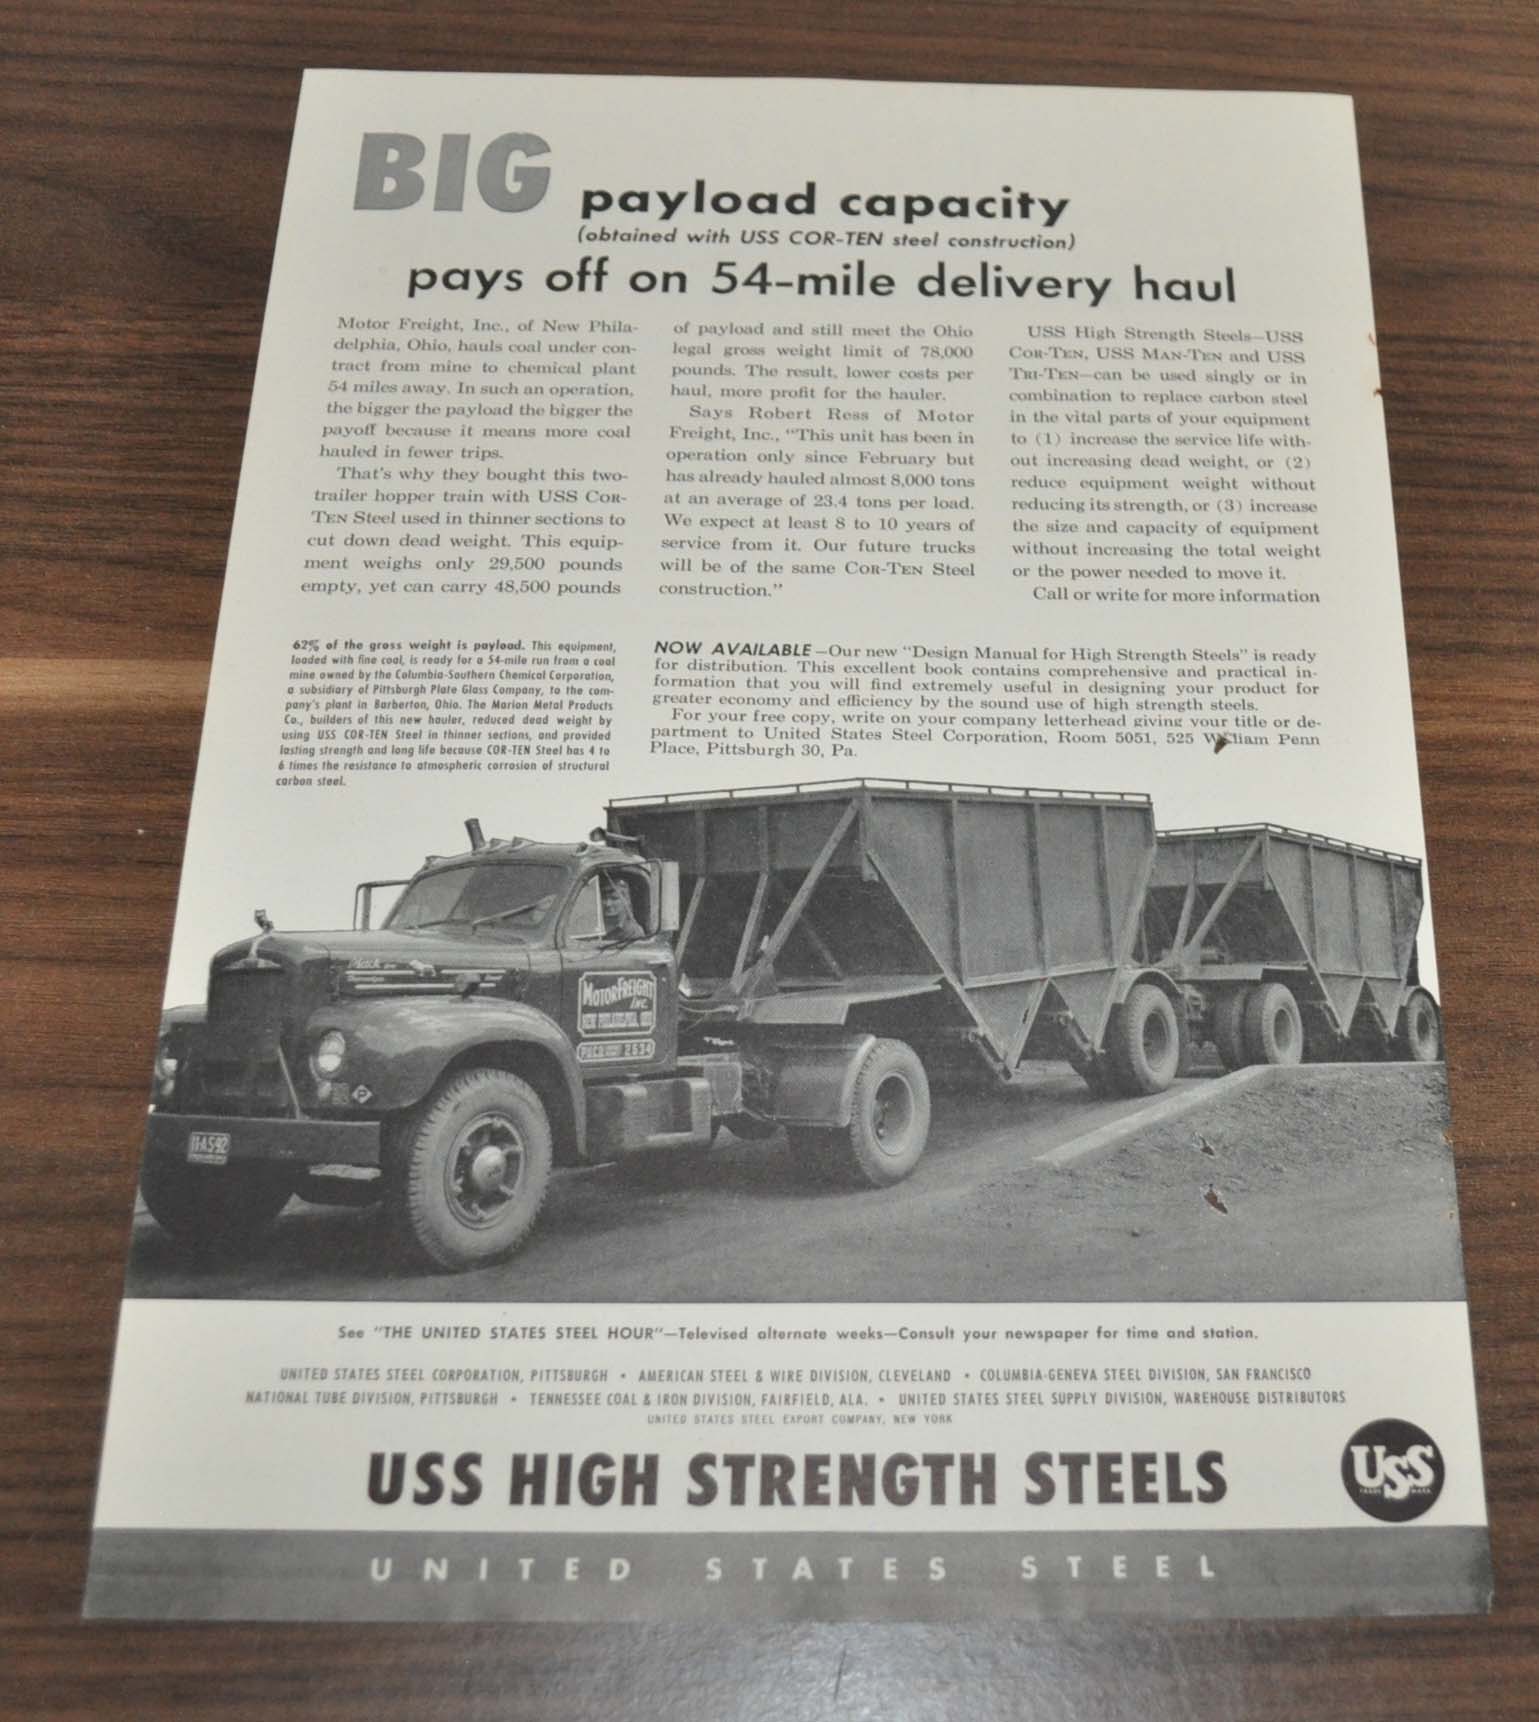 BIG payload capacity
(obtained with USS COR-TEN steel construction)
pays off on 54-mile delivery haul
Motor Freight, Inc., of New Phila-
delphia, Ohio, hauls coal under con-
tract from mine to chemical plant
54 miles away. In such an operation,
the bigger the payload the bigger the
payoff because it means more coal
hauled in fewer trips.
That's why they bought this two-
trailer hopper train with USS COR-
TEN Steel used in thinner sections to
cut down dead weight. This equip-
ment weighs only 29,500 pounds
empty, yet can carry 48,500 pounds
of payload and still meet the Ohio
legal gross weight limit of 78,000
pounds. The result, lower costs per
haul, more profit for the hauler.
Says Robert Ress of Motor
Freight, Inc., "This unit has been in
operation only since February but
has already hauled almost 8,000 tons
at an average of 23.4 tons per load.
We expect at least 8 to 10 years of
service from it. Our future trucks
will be of the same COR-TEN Steel
construction."
USS High Strength Steels—USS
COR-TEN, USS MAN-TEN and USS
TRI-TEN—can be used singly or in
combination to replace carbon steel
in the vital parts of your equipment
to (1) increase the service life with-
out increasing dead weight, or (2)
reduce equipment weight without
reducing its strength, or (3) increase
the size and capacity of equipment
without increasing the total weight
or the power needed to move it.
Call or write for more information
62% of the gross weight is payload. This equipment,
loaded with fine coal, is ready for a 54-mile run from a coal
mine owned by the Columbia-Southern Chemical Corporation,
a subsidiary of Pittsburgh Plate Glass Company, to the com-
pany's plant in Barberton, Ohio. The Marion Metal Products
Co., builders of this new hauler, reduced dead weight by
using USS COR-TEN Steel in thinner sections, and provided
lasting strength and long life because COR-TEN Steel has 4 to
6 times the resistance to atmospheric corrosion of structural
carbon steel.
NOW AVAILABLE—Our new "Design Manual for High Strength Steels" is ready
for distribution. This excellent book contains comprehensive and practical in-
formation that you will find extremely useful in designing your product for
greater economy and efficiency by the sound use of high strength steels.
For your free copy, write on your company letterhead giving your title or de-
partment to United States Steel Corporation, Room 5051, 525 William Penn
Place, Pittsburgh 30, Pa.
Mack
MOTOR FREIGHT
INC.
NEW PHILADELPHIA, OHIO
2534
See "THE UNITED STATES STEEL HOUR"—Televised alternate weeks—Consult your newspaper for time and station.
UNITED STATES STEEL CORPORATION, PITTSBURGH • AMERICAN STEEL & WIRE DIVISION, CLEVELAND • COLUMBIA-GENEVA STEEL DIVISION, SAN FRANCISCO
NATIONAL TUBE DIVISION, PITTSBURGH • TENNESSEE COAL & IRON DIVISION, FAIRFIELD, ALA. • UNITED STATES STEEL SUPPLY DIVISION, WAREHOUSE DISTRIBUTORS
UNITED STATES STEEL EXPORT COMPANY, NEW YORK
USS HIGH STRENGTH STEELS
USS
TRADE MARK
UNITED STATES STEEL